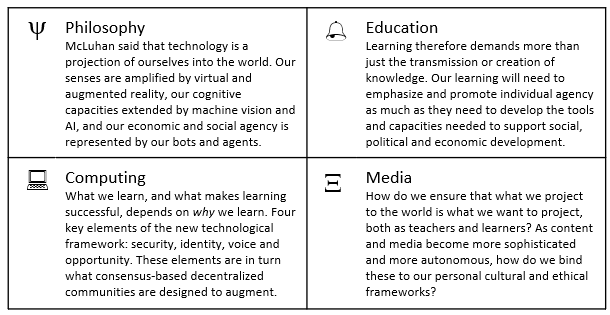 Ψ Philosophy
McLuhan said that technology is a
projection of ourselves into the world. Our
senses are amplified by virtual and
augmented reality, our cognitive
capacities extended by machine vision and
AI, and our economic and social agency is
represented by our bots and agents.
Education
Learning therefore demands more than
just the transmission or creation of
knowledge. Our learning will need to
emphasize and promote individual agency
as much as they need to develop the tools
and capacities needed to support social,
political and economic development.
Computing
What we learn, and what makes learning
successful, depends on why we learn. Four
key elements of the new technological
framework: security, identity, voice and
opportunity. These elements are in turn
what consensus-based decentralized
communities are designed to augment.
Ξ Media
How do we ensure that what we project
to the world is what we want to project,
both as teachers and learners? As content
and media become more sophisticated
and more autonomous, how do we bind
these to our personal cultural and ethical
frameworks?